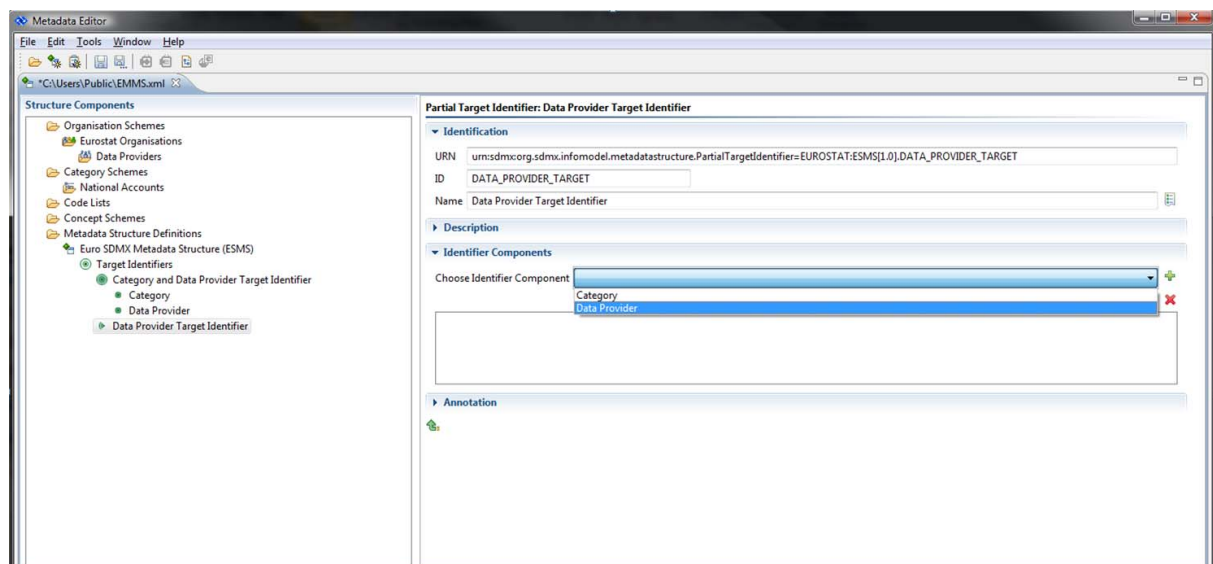 Metadata Editor
File Edit Tools Window Help
*C:\Users\Public\EMMS.xml
Structure Components
Organisation Schemes
Eurostat Organisations
Data Providers
Category Schemes
National Accounts
Code Lists
Concept Schemes
Metadata Structure Definitions
Euro SDMX Metadata Structure (ESMS)
Target Identifiers
Category and Data Provider Target Identifier
Category
Data Provider
Data Provider Target Identifier
Partial Target Identifier: Data Provider Target Identifier
Identification
URN urn:sdmx:org.sdmx.infomodel.metadatastructure.PartialTargetIdentifier=EUROSTAT:ESMS[1.0].DATA_PROVIDER_TARGET
ID DATA_PROVIDER_TARGET
Name Data Provider Target Identifier
Description
Identifier Components
Choose Identifier Component
Category
Data Provider
Annotation